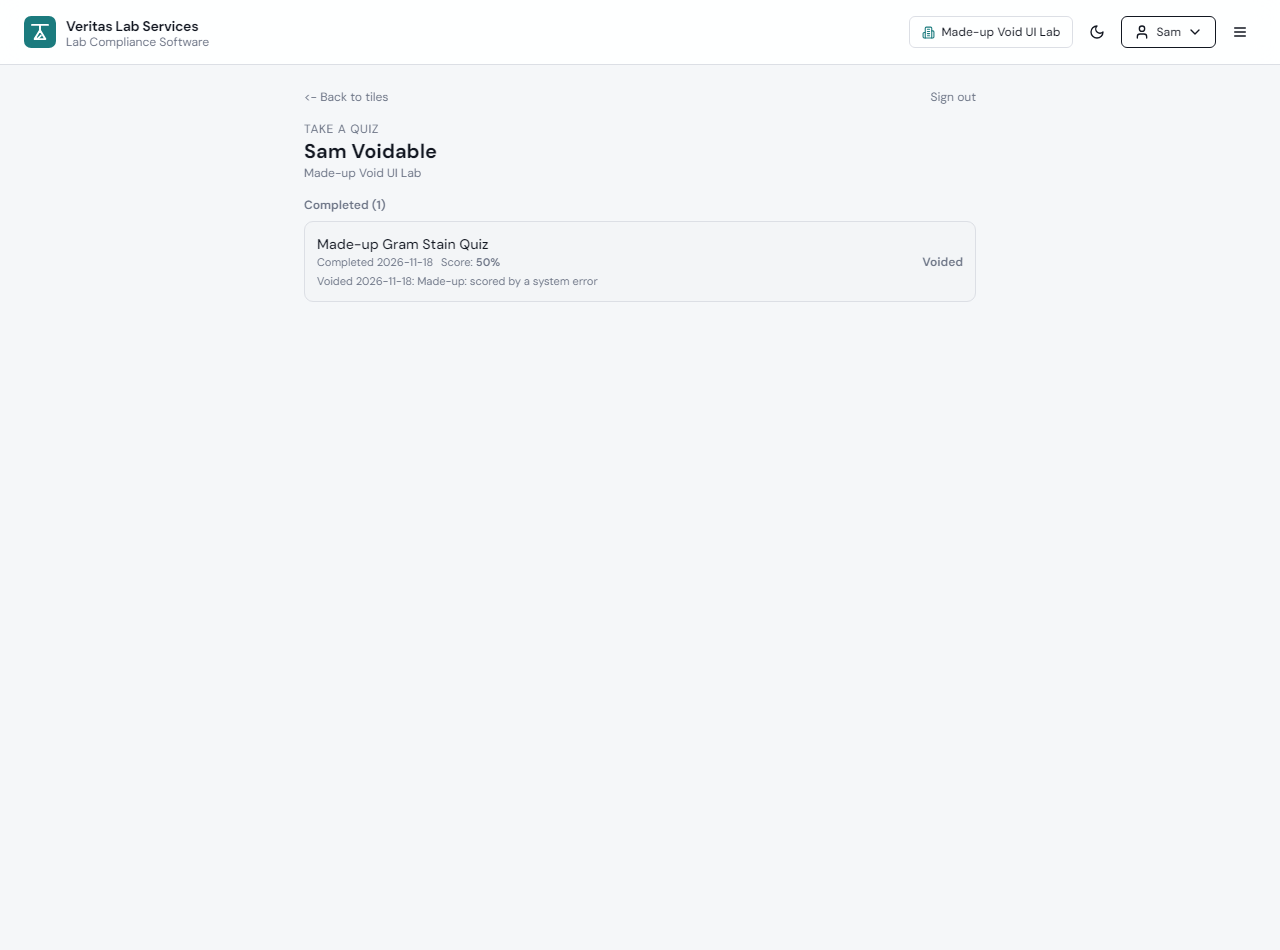 Veritas Lab Services
Lab Compliance Software
Made-up Void UI Lab
Sam
<- Back to tiles
Sign out
TAKE A QUIZ
Sam Voidable
Made-up Void UI Lab
Completed (1)
Made-up Gram Stain Quiz
Completed 2026-11-18 Score: 50%
Voided
Voided 2026-11-18: Made-up: scored by a system error